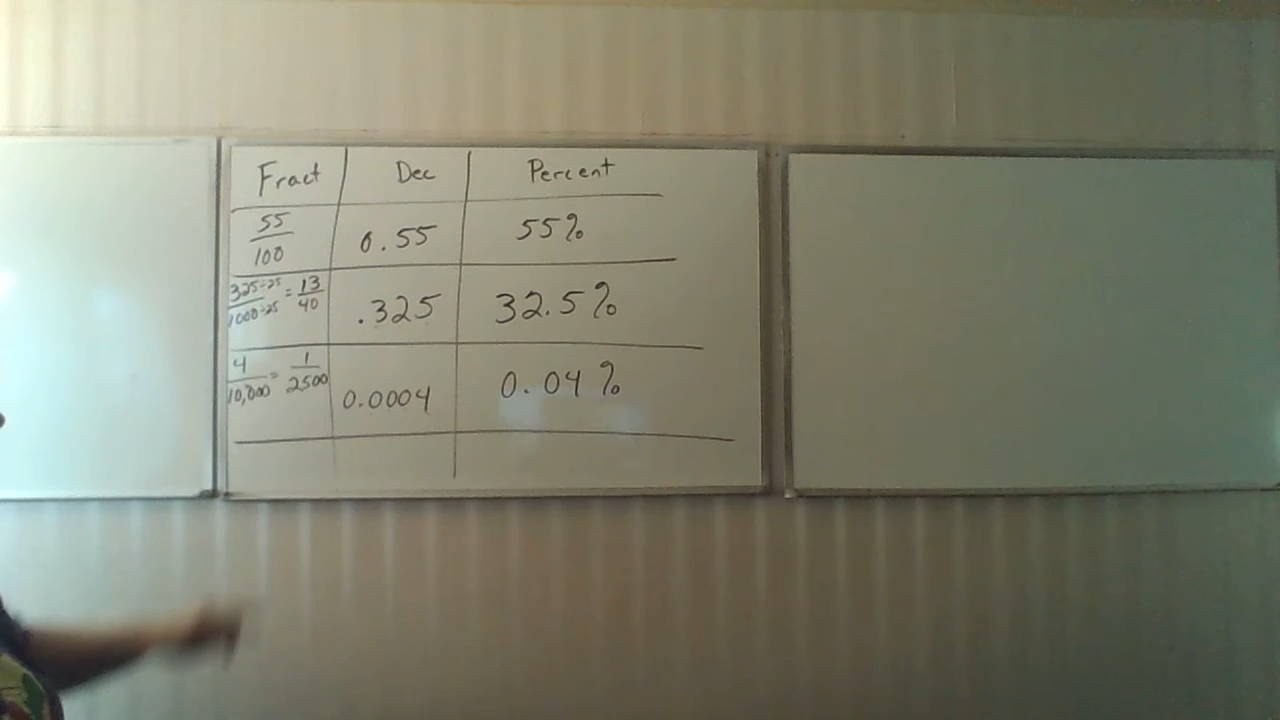 Fract Dec Percent
55/100 0.55 55%
325÷25/1000÷25 = 13/40 .325 32.5%
4/10,000 = 1/2500 0.0004 0.04%